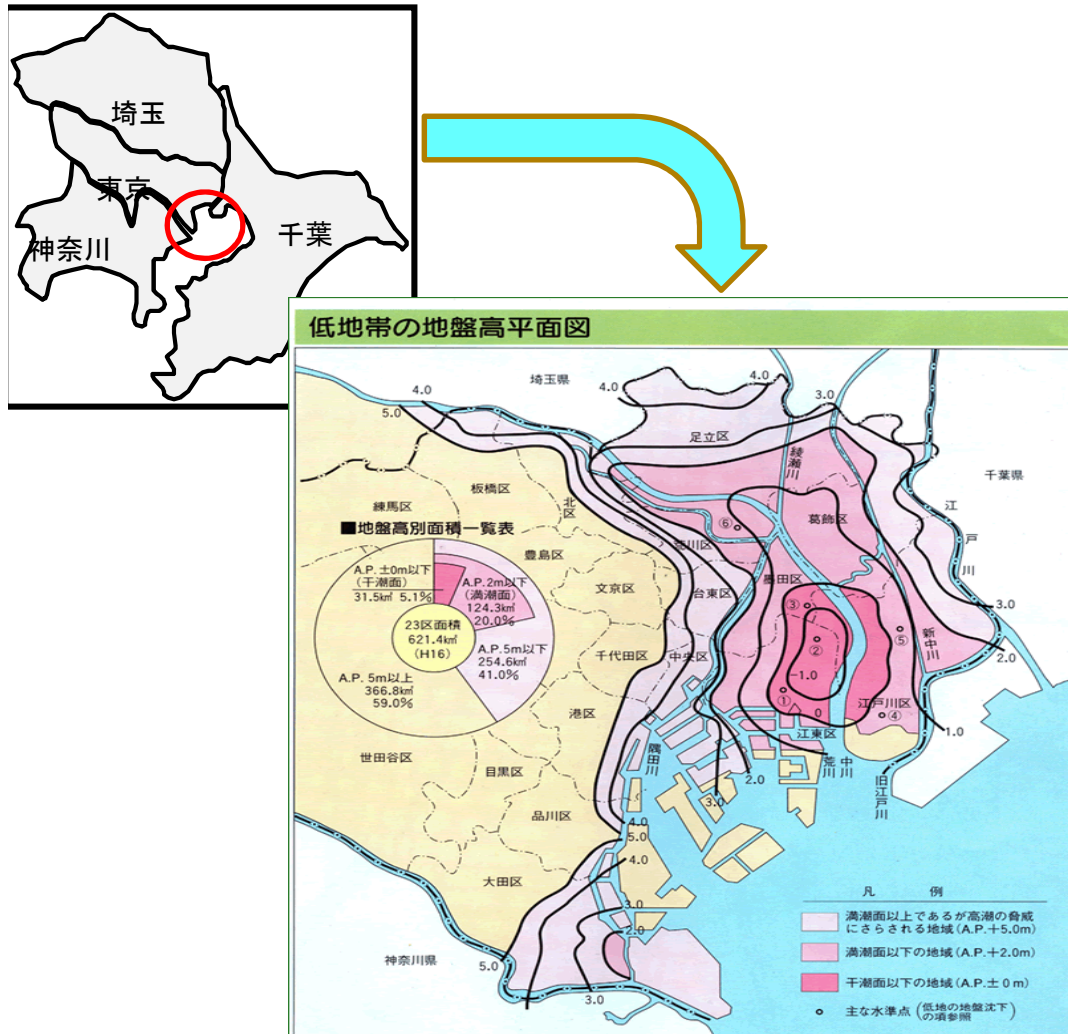 埼玉
東京
神奈川
千葉
低地帯の地盤高平面図
埼玉県
4.0
4.0
4.0
3.0
5.0
足立区
綾瀬川
千葉県
板橋区
練馬区
北区
葛飾区
江戸川
⑥
荒川区
■地盤高別面積一覧表
豊島区
A.P.±0m以下
(干潮面)
31.5㎢ 5.1%
A.P.2m以下
(満潮面)
124.3㎢
20.0%
23区面積
621.4㎢
(H16)
A.P.5m以下
254.6㎢
41.0%
A.P.5m以上
366.8㎢
59.0%
文京区
台東区
墨田区
③
②
⑤
新中川
3.0
2.0
千代田区
中央区
-1.0
①
0
江戸川区
④
港区
江東区
1.0
世田谷区
隅田川
荒川
中川
旧江戸川
目黒区
2.0
3.0
品川区
4.0
5.0
4.0
大田区
3.0
2.0
神奈川県
5.0
3.0
凡 例
満潮面以上であるが高潮の脅威
にさらされる地域(A.P.+5.0m)
満潮面以下の地域(A.P.+2.0m)
干潮面以下の地域(A.P.±0m)
主な水準点(低地の地盤沈下
の項参照)